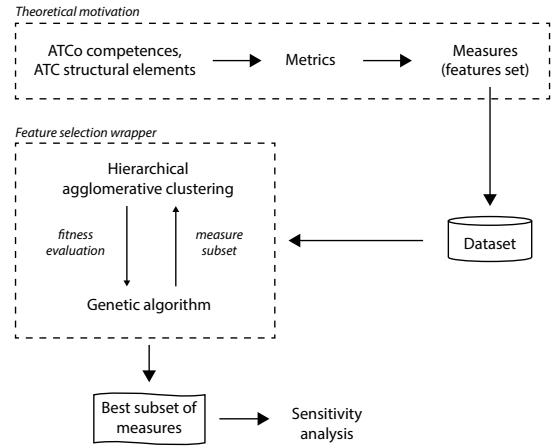 Theoretical motivation
ATCo competences,
ATC structural elements
Metrics
Measures
(features set)
Feature selection wrapper
Hierarchical
agglomerative clustering
fitness
evaluation
measure
subset
Genetic algorithm
Dataset
Best subset of
measures
Sensitivity
analysis